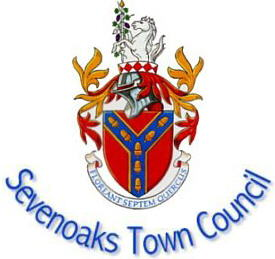 FLOREANT SEPTEM QUERCUS
Sevenoaks Town Council